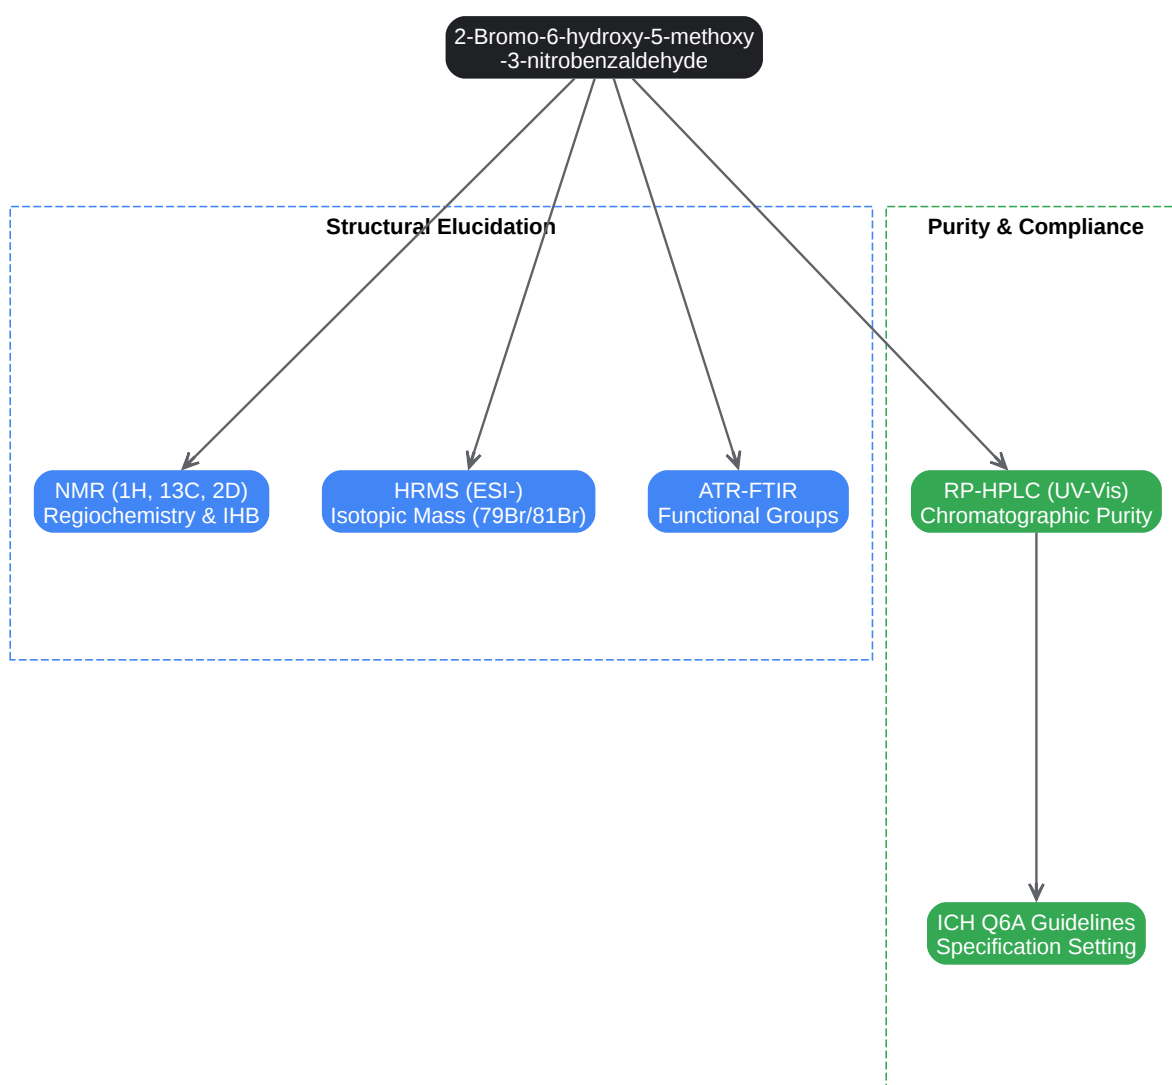 2-Bromo-6-hydroxy-5-methoxy
-3-nitrobenzaldehyde
Structural Elucidation
Purity & Compliance
NMR (1H, 13C, 2D)
Regiochemistry & IHB
HRMS (ESI-)
Isotopic Mass (79Br/81Br)
ATR-FTIR
Functional Groups
RP-HPLC (UV-Vis)
Chromatographic Purity
ICH Q6A Guidelines
Specification Setting